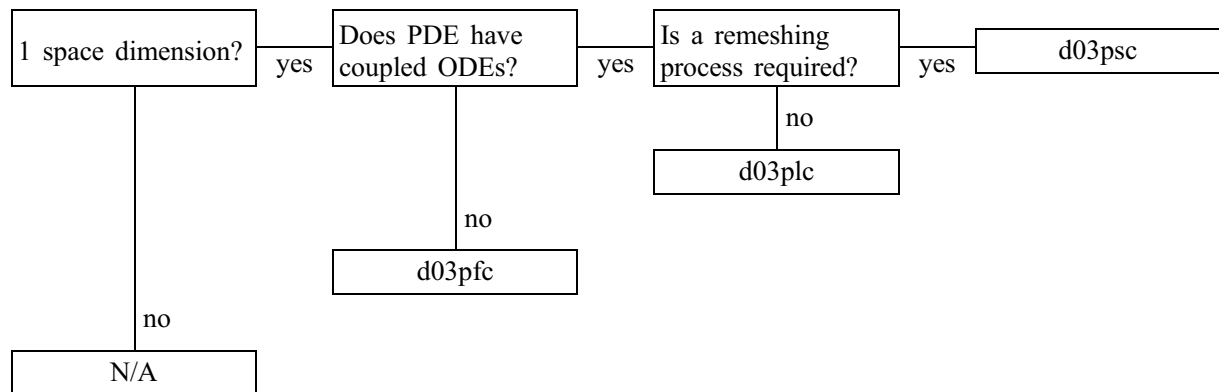 1 space dimension?
yes
Does PDE have
coupled ODEs?
yes
Is a remeshing
process required?
yes
d03psc
no
d03plc
no
d03pfc
no
N/A